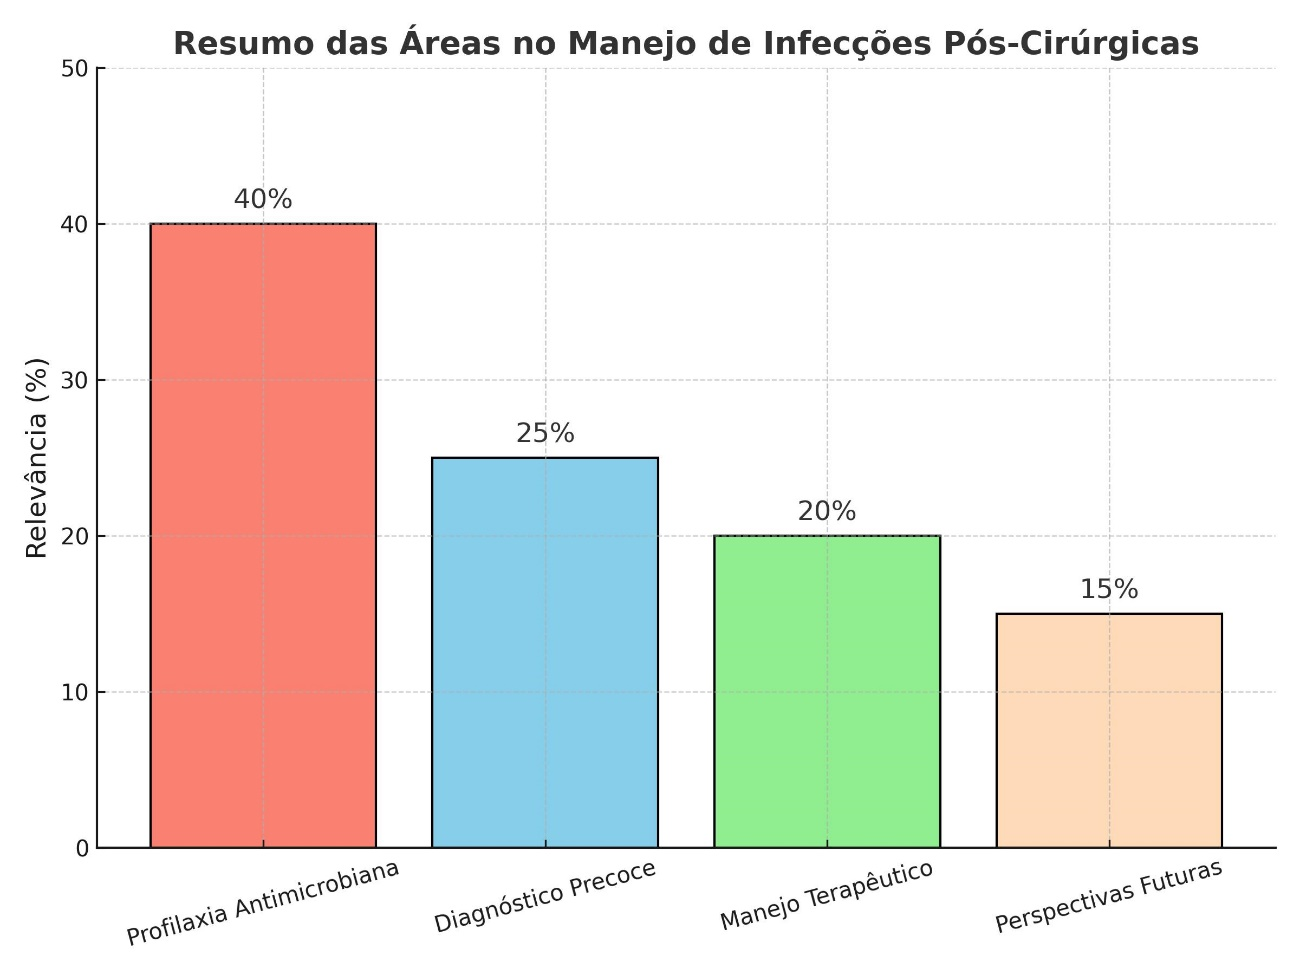 Resumo das Áreas no Manejo de Infecções Pós-Cirúrgicas
Relevância (%)
50
40
30
20
10
0
40%
25%
20%
15%
Profilaxia Antimicrobiana
Diagnóstico Precoce
Manejo Terapêutico
Perspectivas Futuras